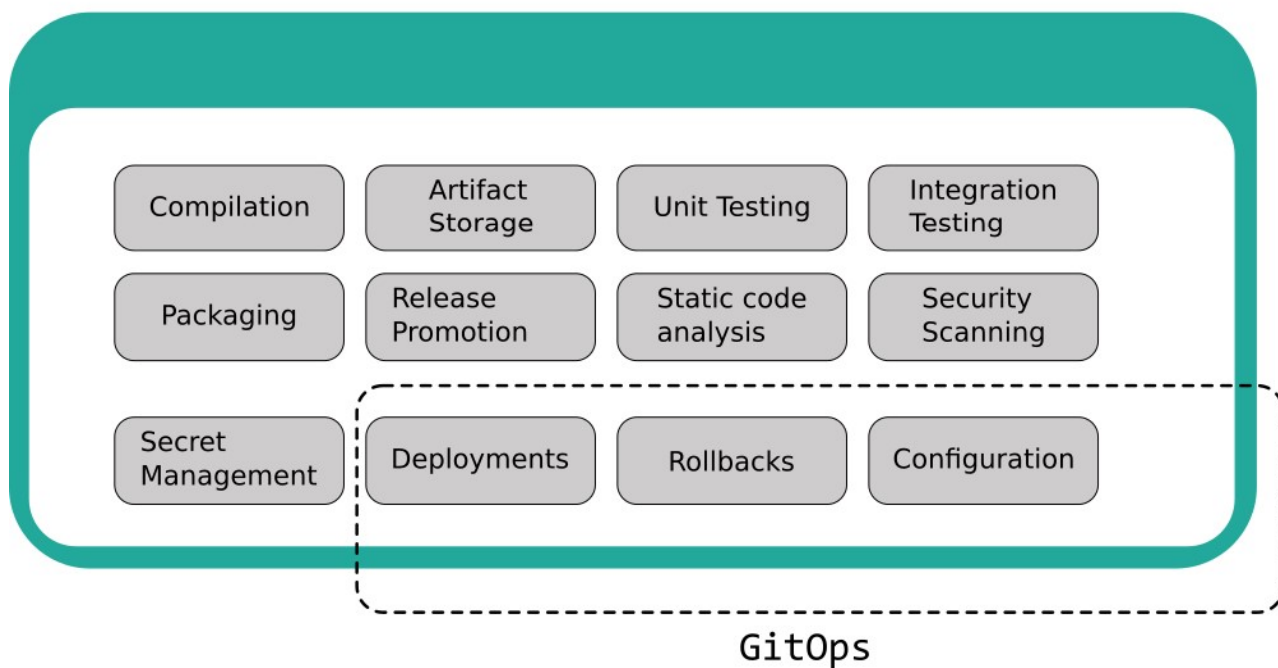 Compilation
Artifact
Storage
Unit Testing
Integration
Testing
Packaging
Release
Promotion
Static code
analysis
Security
Scanning
Secret
Management
Deployments
Rollbacks
Configuration
GitOps